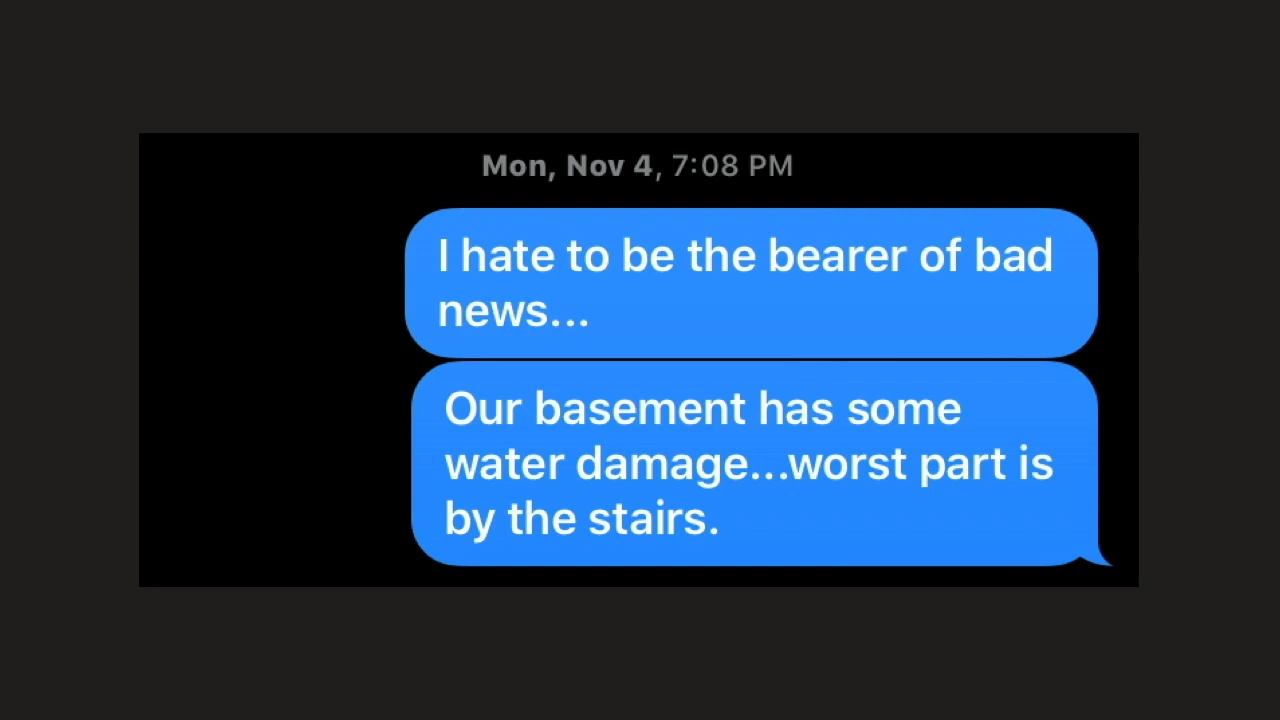 Mon, Nov 4, 7:08 PM
I hate to be the bearer of bad
news...
Our basement has some
water damage...worst part is
by the stairs.